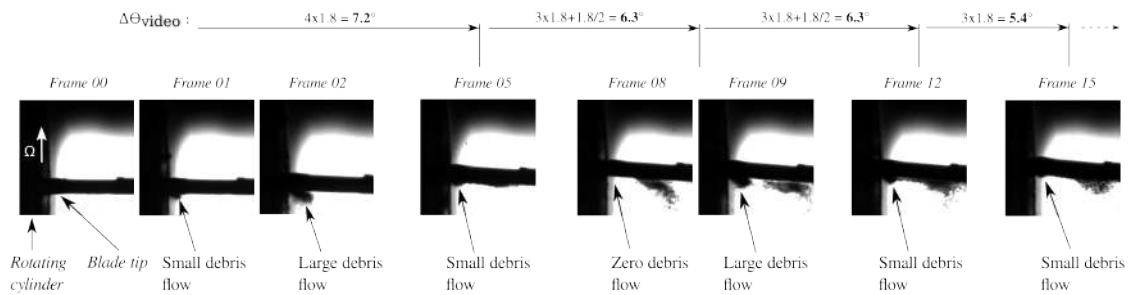 ΔΘvideo : 4x1.8 = 7.2° 3x1.8+1.8/2 = 6.3° 3x1.8+1.8/2 = 6.3° 3x1.8 = 5.4°
Frame 00 Frame 01 Frame 02 Frame 05 Frame 08 Frame 09 Frame 12 Frame 15
Ω
Rotating Blade tip Small debris Large debris Small debris Zero debris Large debris Small debris Small debris
cylinder flow flow flow flow flow flow flow